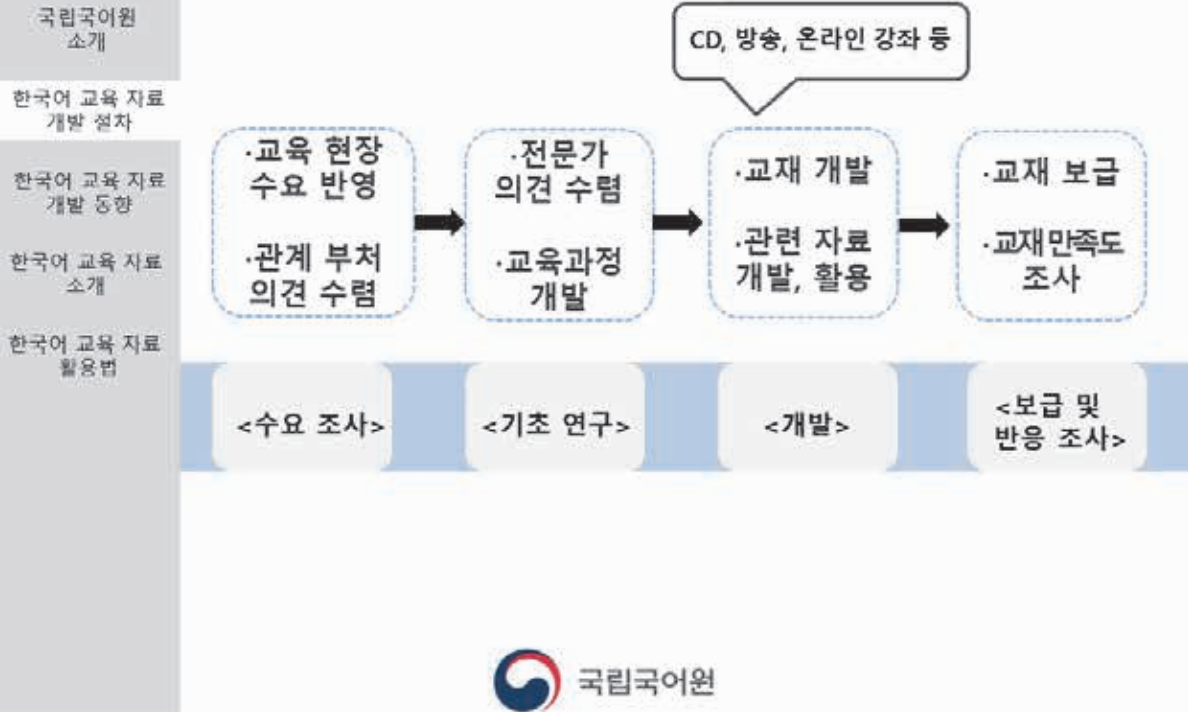 국립국어원
소개
한국어 교육 자료
개발 절차
한국어 교육 자료
개발 동향
한국어 교육 자료
소개
한국어 교육 자료
활용법
CD, 방송, 온라인 강좌 등
·교육 현장
수요 반영
·관계 부처
의견 수렴
·전문가
의견 수렴
·교육과정
개발
·교재 개발
·관련 자료
개발, 활용
·교재 보급
·교재만족도
조사
<수요 조사>
<기초 연구>
<개발>
<보급 및
반응 조사>
국립국어원